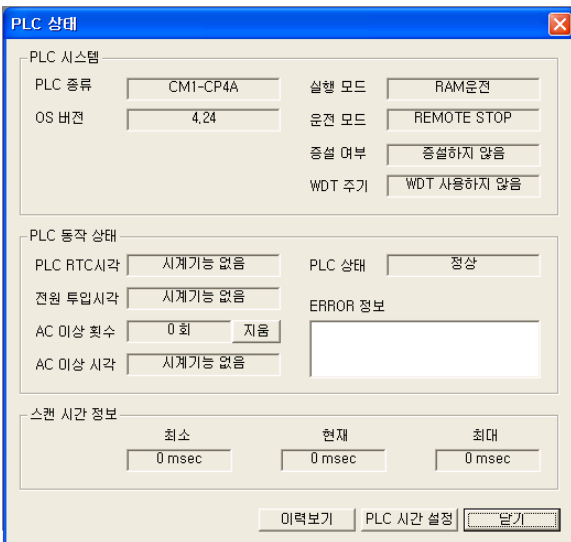 PLC 상태
PLC 시스템
PLC 종류 CM1-CP4A 실행 모드 RAM운전
OS 버전 4,24 운전 모드 REMOTE STOP
증설 여부 증설하지 않음
WDT 주기 WDT 사용하지 않음
PLC 동작 상태
PLC RTC시각 시계기능 없음 PLC 상태 정상
전원 투입시각 시계기능 없음
ERROR 정보
AC 이상 횟수 0 회 지움
AC 이상 시각 시계기능 없음
스캔 시간 정보
최소 현재 최대
0 msec 0 msec 0 msec
이력보기 PLC 시간 설정 닫기